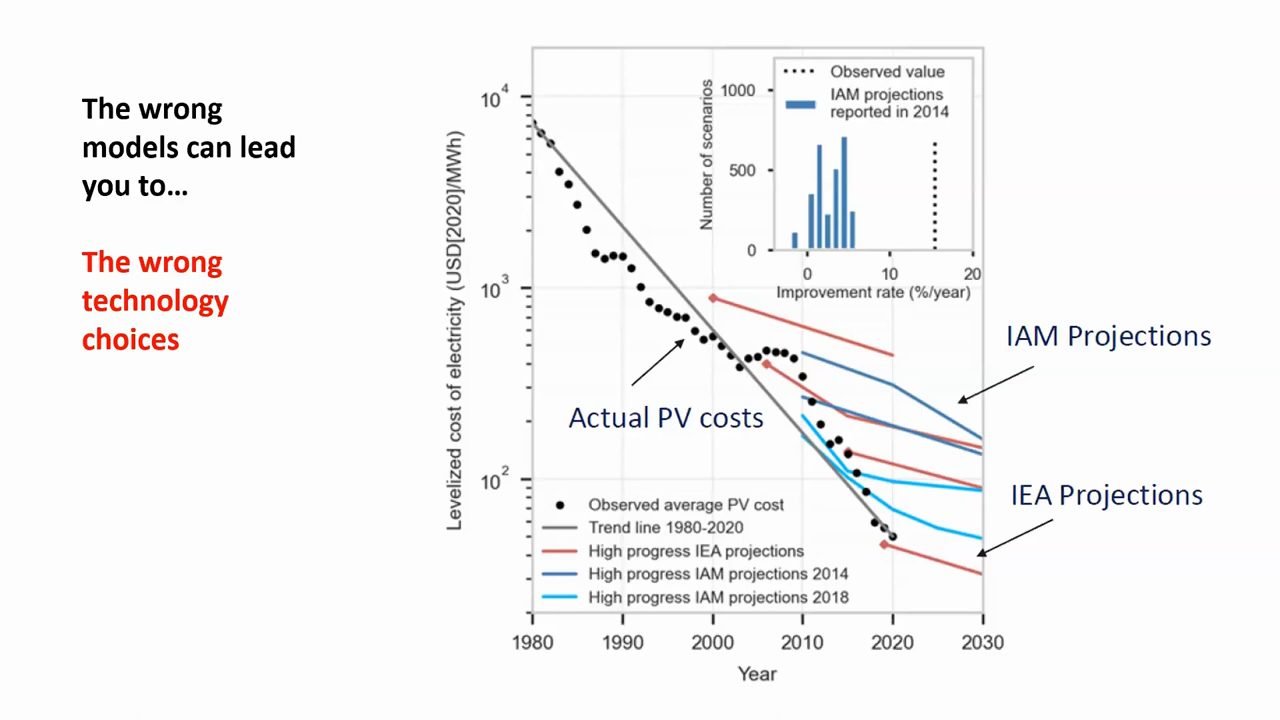 The wrong
models can lead
you to...
The wrong
technology
choices
Levelized cost of electricity (USD[2020]/MWh)
10⁴
10³
10²
Number of scenarios
1000
500
0
Observed value
IAM projections
reported in 2014
0 10 20
Improvement rate (%/year)
IAM Projections
Actual PV costs
IEA Projections
Observed average PV cost
Trend line 1980-2020
High progress IEA projections
High progress IAM projections 2014
High progress IAM projections 2018
1980 1990 2000 2010 2020 2030
Year